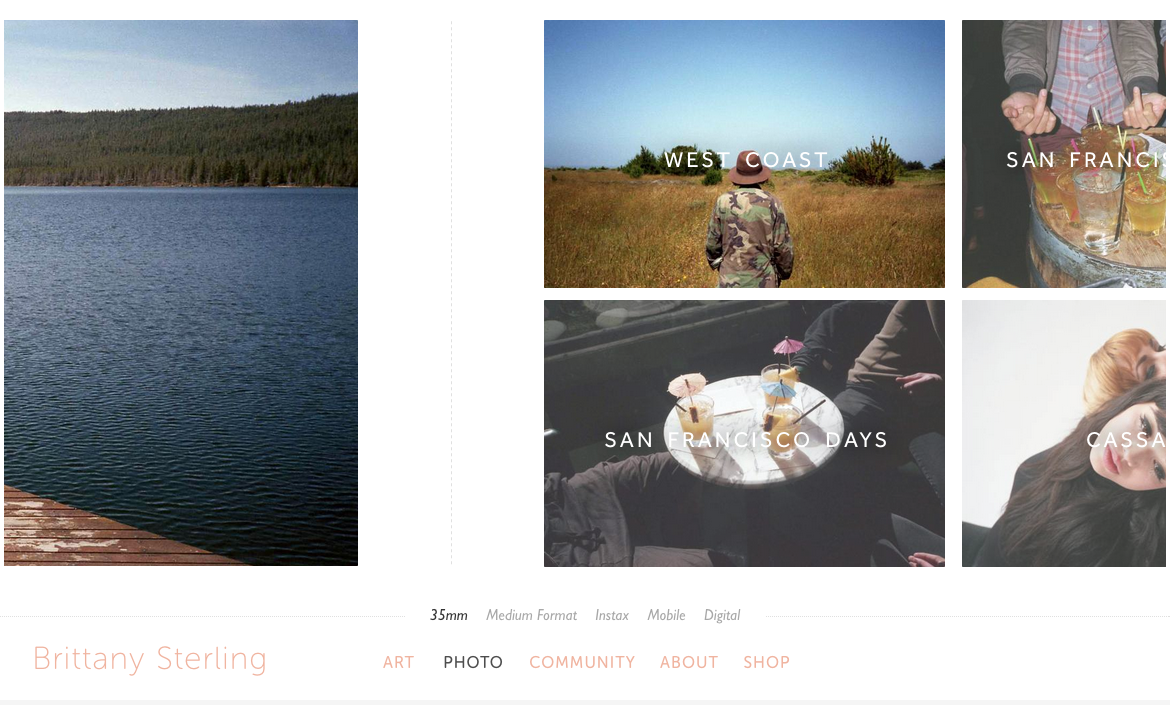 WEST COAST
SAN FRANCIS
SAN FRANCISCO DAYS
CASSA
35mm Medium Format Instax Mobile Digital
Brittany Sterling
ART PHOTO COMMUNITY ABOUT SHOP